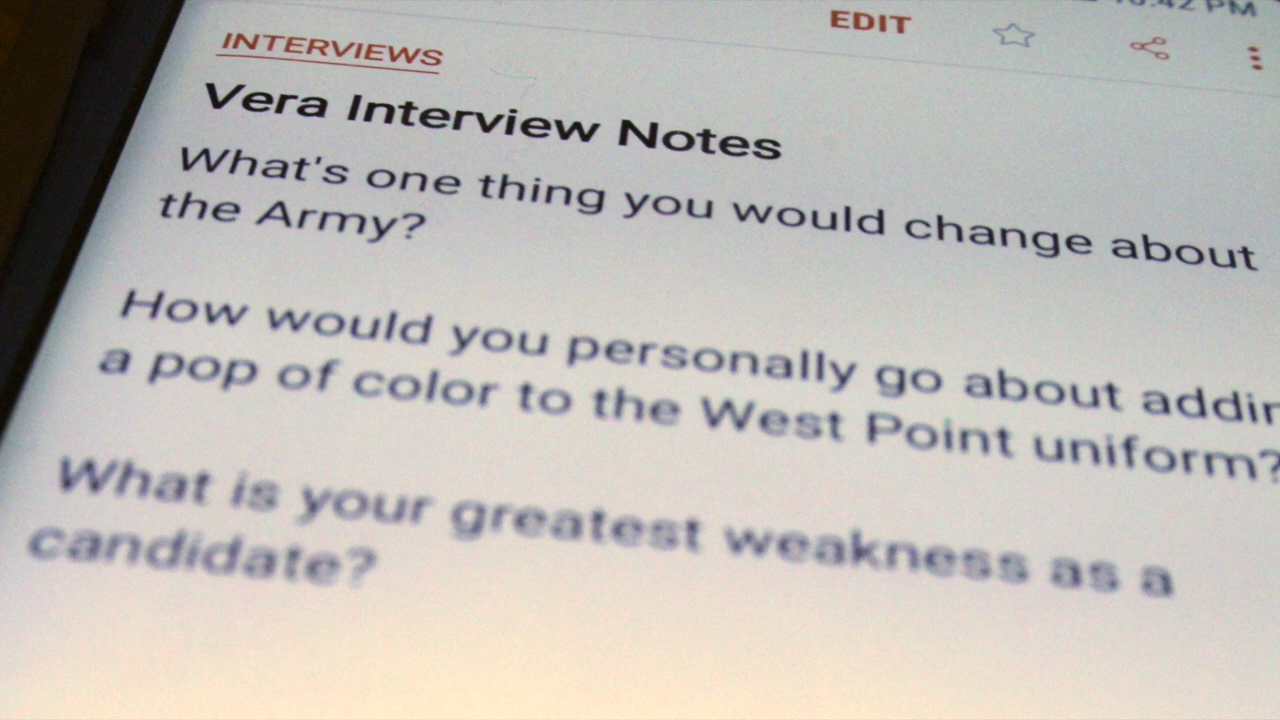 PM
EDIT
INTERVIEWS
Vera Interview Notes
What's one thing you would change about
the Army?
How would you personally go about
a pop of color to the West Point uniform?
What is your greatest weakness as a
candidate?